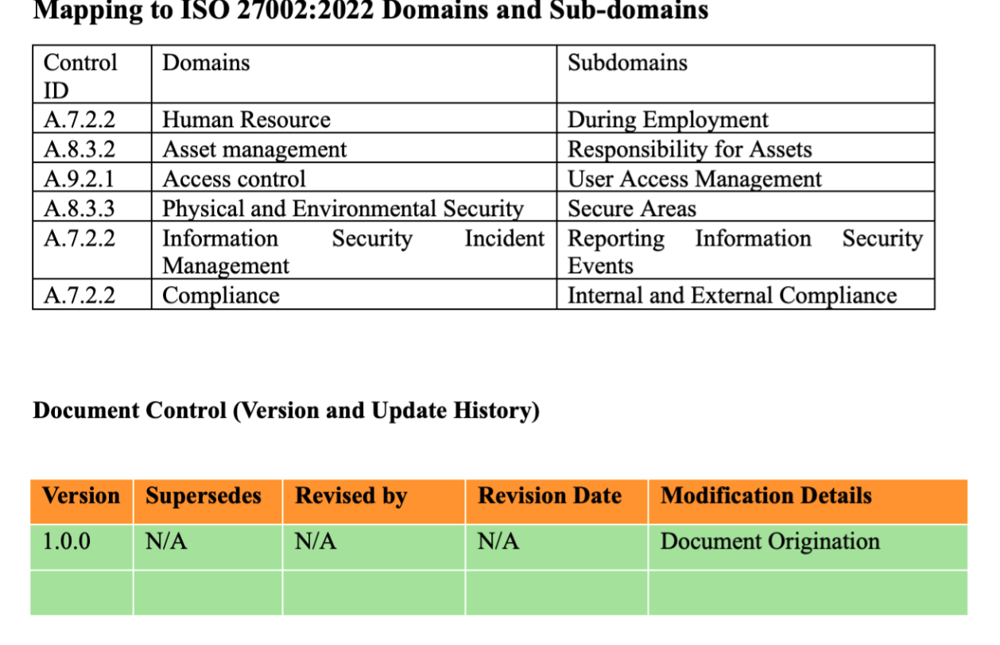 Mapping to ISO 27002:2022 Domains and Sub-domains
Control ID Domains Subdomains
A.7.2.2 Human Resource During Employment
A.8.3.2 Asset management Responsibility for Assets
A.9.2.1 Access control User Access Management
A.8.3.3 Physical and Environmental Security Secure Areas
A.7.2.2 Information Security Incident Management Reporting Information Security Events
A.7.2.2 Compliance Internal and External Compliance
Document Control (Version and Update History)
Version Supersedes Revised by Revision Date Modification Details
1.0.0 N/A N/A N/A Document Origination